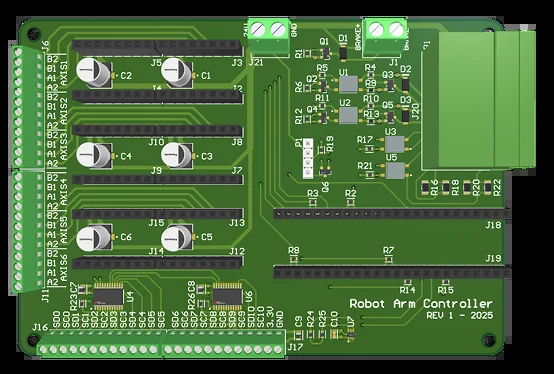 J6
B2
B1
A1
A2
B2
B1
A1
A2
B2
B1
A1
A2
AXIS1
AXIS2
AXIS3
J5
J3
C2
C1
J4
J2
C4
C3
J10
J8
J9
J7
B2
B1
A1
A2
B2
B1
A1
A2
B2
B1
A1
A2
AXIS4
AXIS5
AXIS6
J11
J15
J13
C6
C5
J14
J12
24V
GND
J21
BRAKE+
J1
R1
Q1
D1
R5
Q2
R6
R11
Q4
R12
U1
U2
R4
R9
Q3
D2
R10
R13
Q5
D3
J20
R19
Q6
R17
U3
R21
U5
R16
R18
R20
R22
R3
R2
J18
R8
R7
J19
R14
R15
C7
R23
U4
C8
R26
U6
J16
SD0
SC0
SD1
SC1
SD2
SC2
SD3
SC3
SD4
SC4
SD5
SC5
SD6
SC6
SD7
SC7
SD8
SC8
SD9
SC9
SD10
SC10
3.3V
GND
J17
C9
R24
R25
C10
U7
Robot Arm Controller
REV 1 - 2025